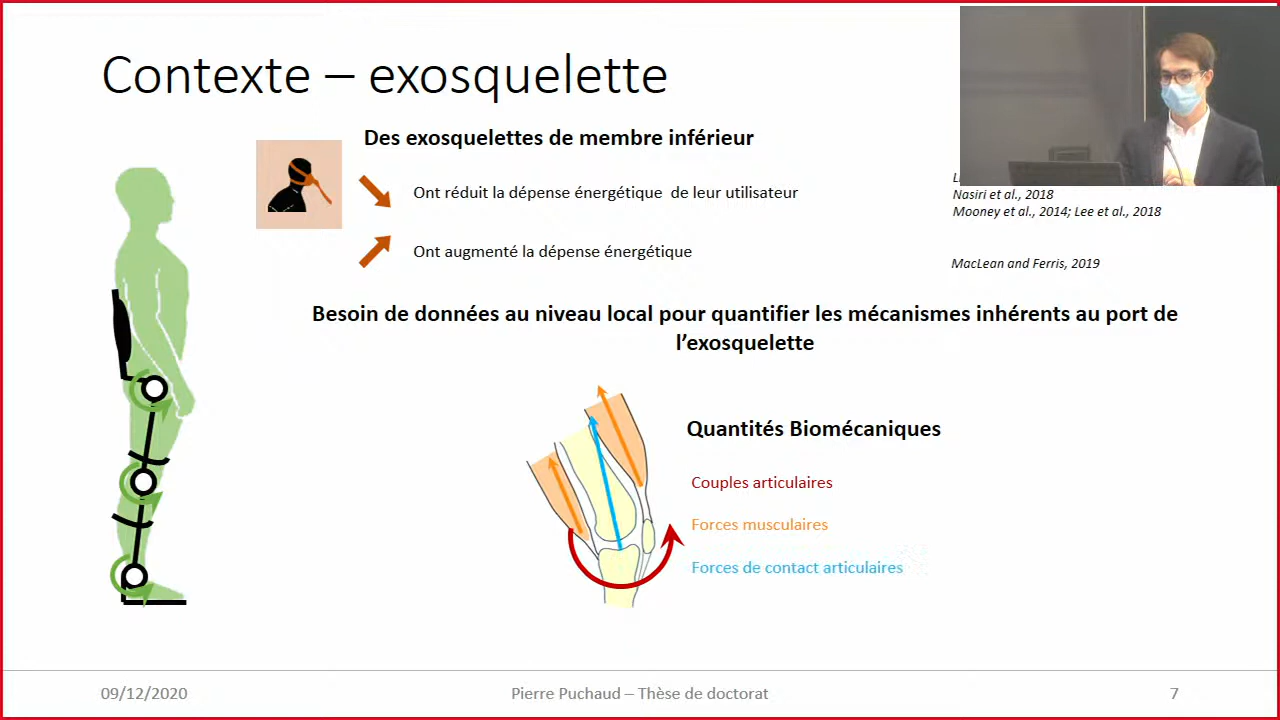 Contexte – exosquelette
Des exosquelettes de membre inférieur
Ont réduit la dépense énergétique de leur utilisateur
Nasiri et al., 2018
Mooney et al., 2014; Lee et al., 2018
Ont augmenté la dépense énergétique
MacLean and Ferris, 2019
Besoin de données au niveau local pour quantifier les mécanismes inhérents au port de
l’exosquelette
Quantités Biomécaniques
Couples articulaires
Forces musculaires
Forces de contact articulaires
09/12/2020
Pierre Puchaud – Thèse de doctorat
7